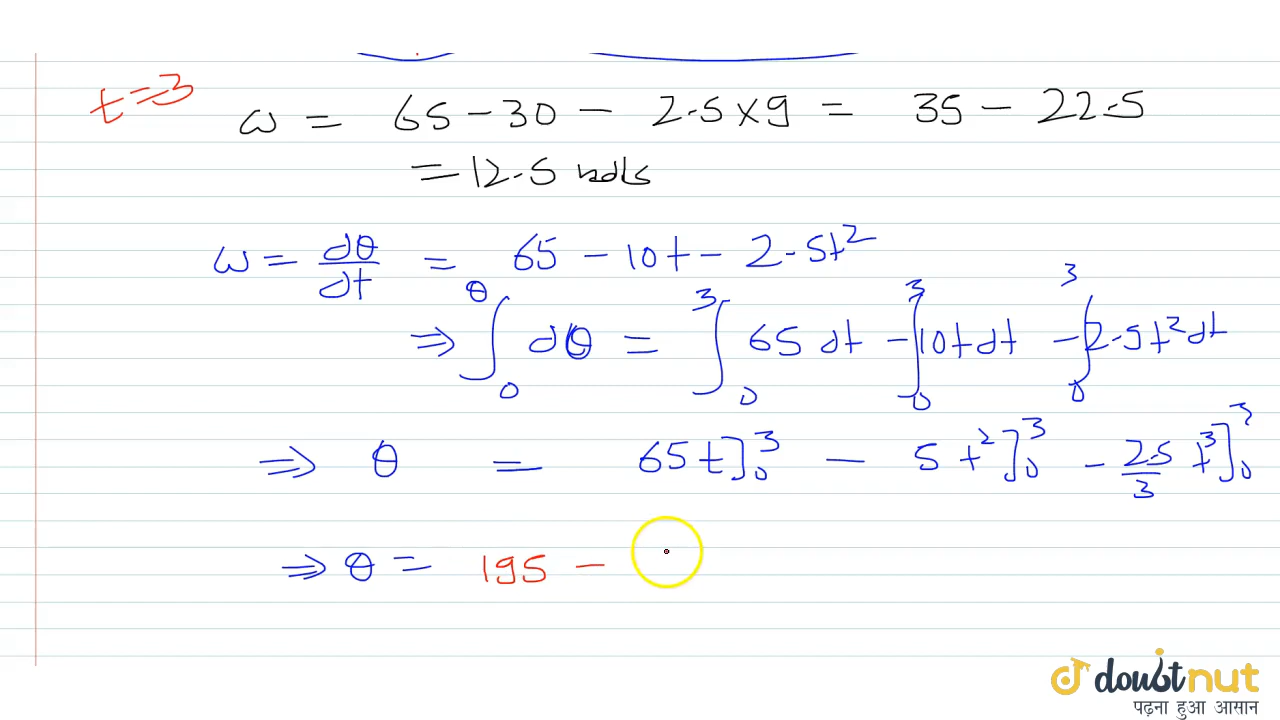 t=3
ω = 65 - 30 - 2.5×9 = 35 - 22.5
= 12.5 rad/s
ω = dθ/dt = 65 - 10t - 2.5t²
⇒ ∫₀^θ dθ = ∫₀³ 65 dt - ∫₀³ 10t dt - ∫₀³ 2.5t² dt
⇒ θ = 65t]₀³ - 5t²]₀³ - 2.5/3 t³]₀³
⇒ θ = 195 -
doubtnut
पढ़ना हुआ आसान